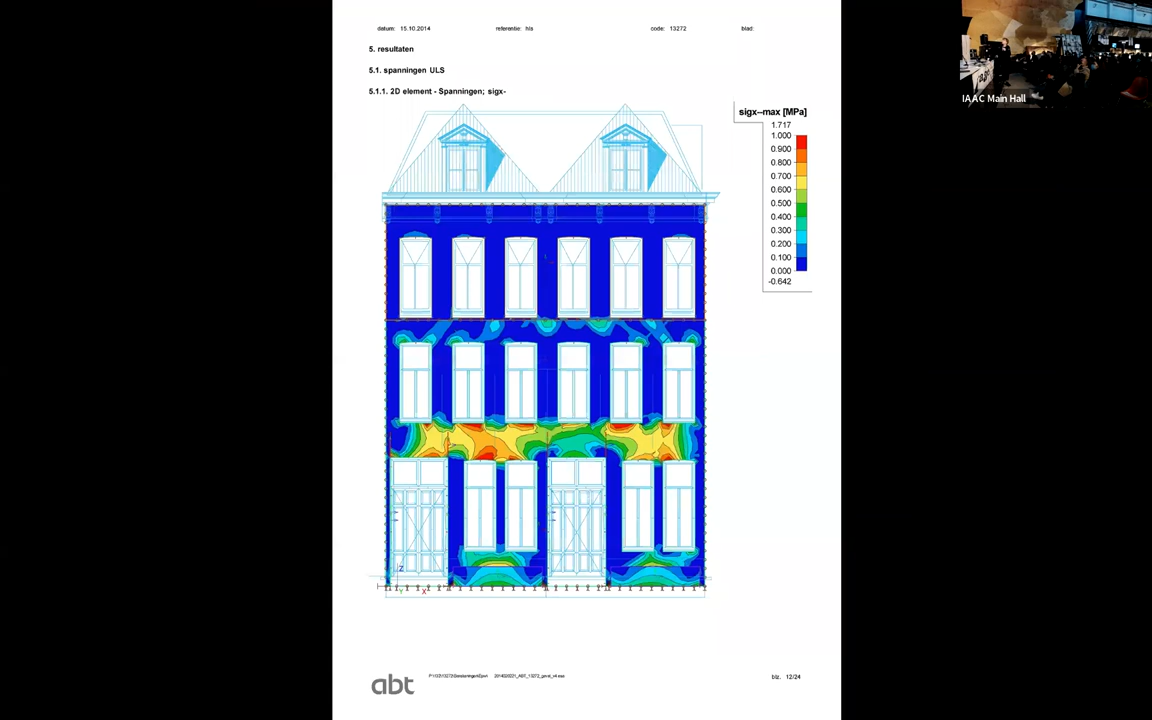 datum: 15.10.2014 referentie: his code: 13272 blad:
5. resultaten
5.1. spanningen ULS
5.1.1. 2D element - Spanningen; sigx-
sigx--max [MPa]
1.717
1.000
0.900
0.800
0.700
0.600
0.500
0.400
0.300
0.200
0.100
0.000
-0.642
Z
Y X
abt
blz. 12/24
IAAC Main Hall